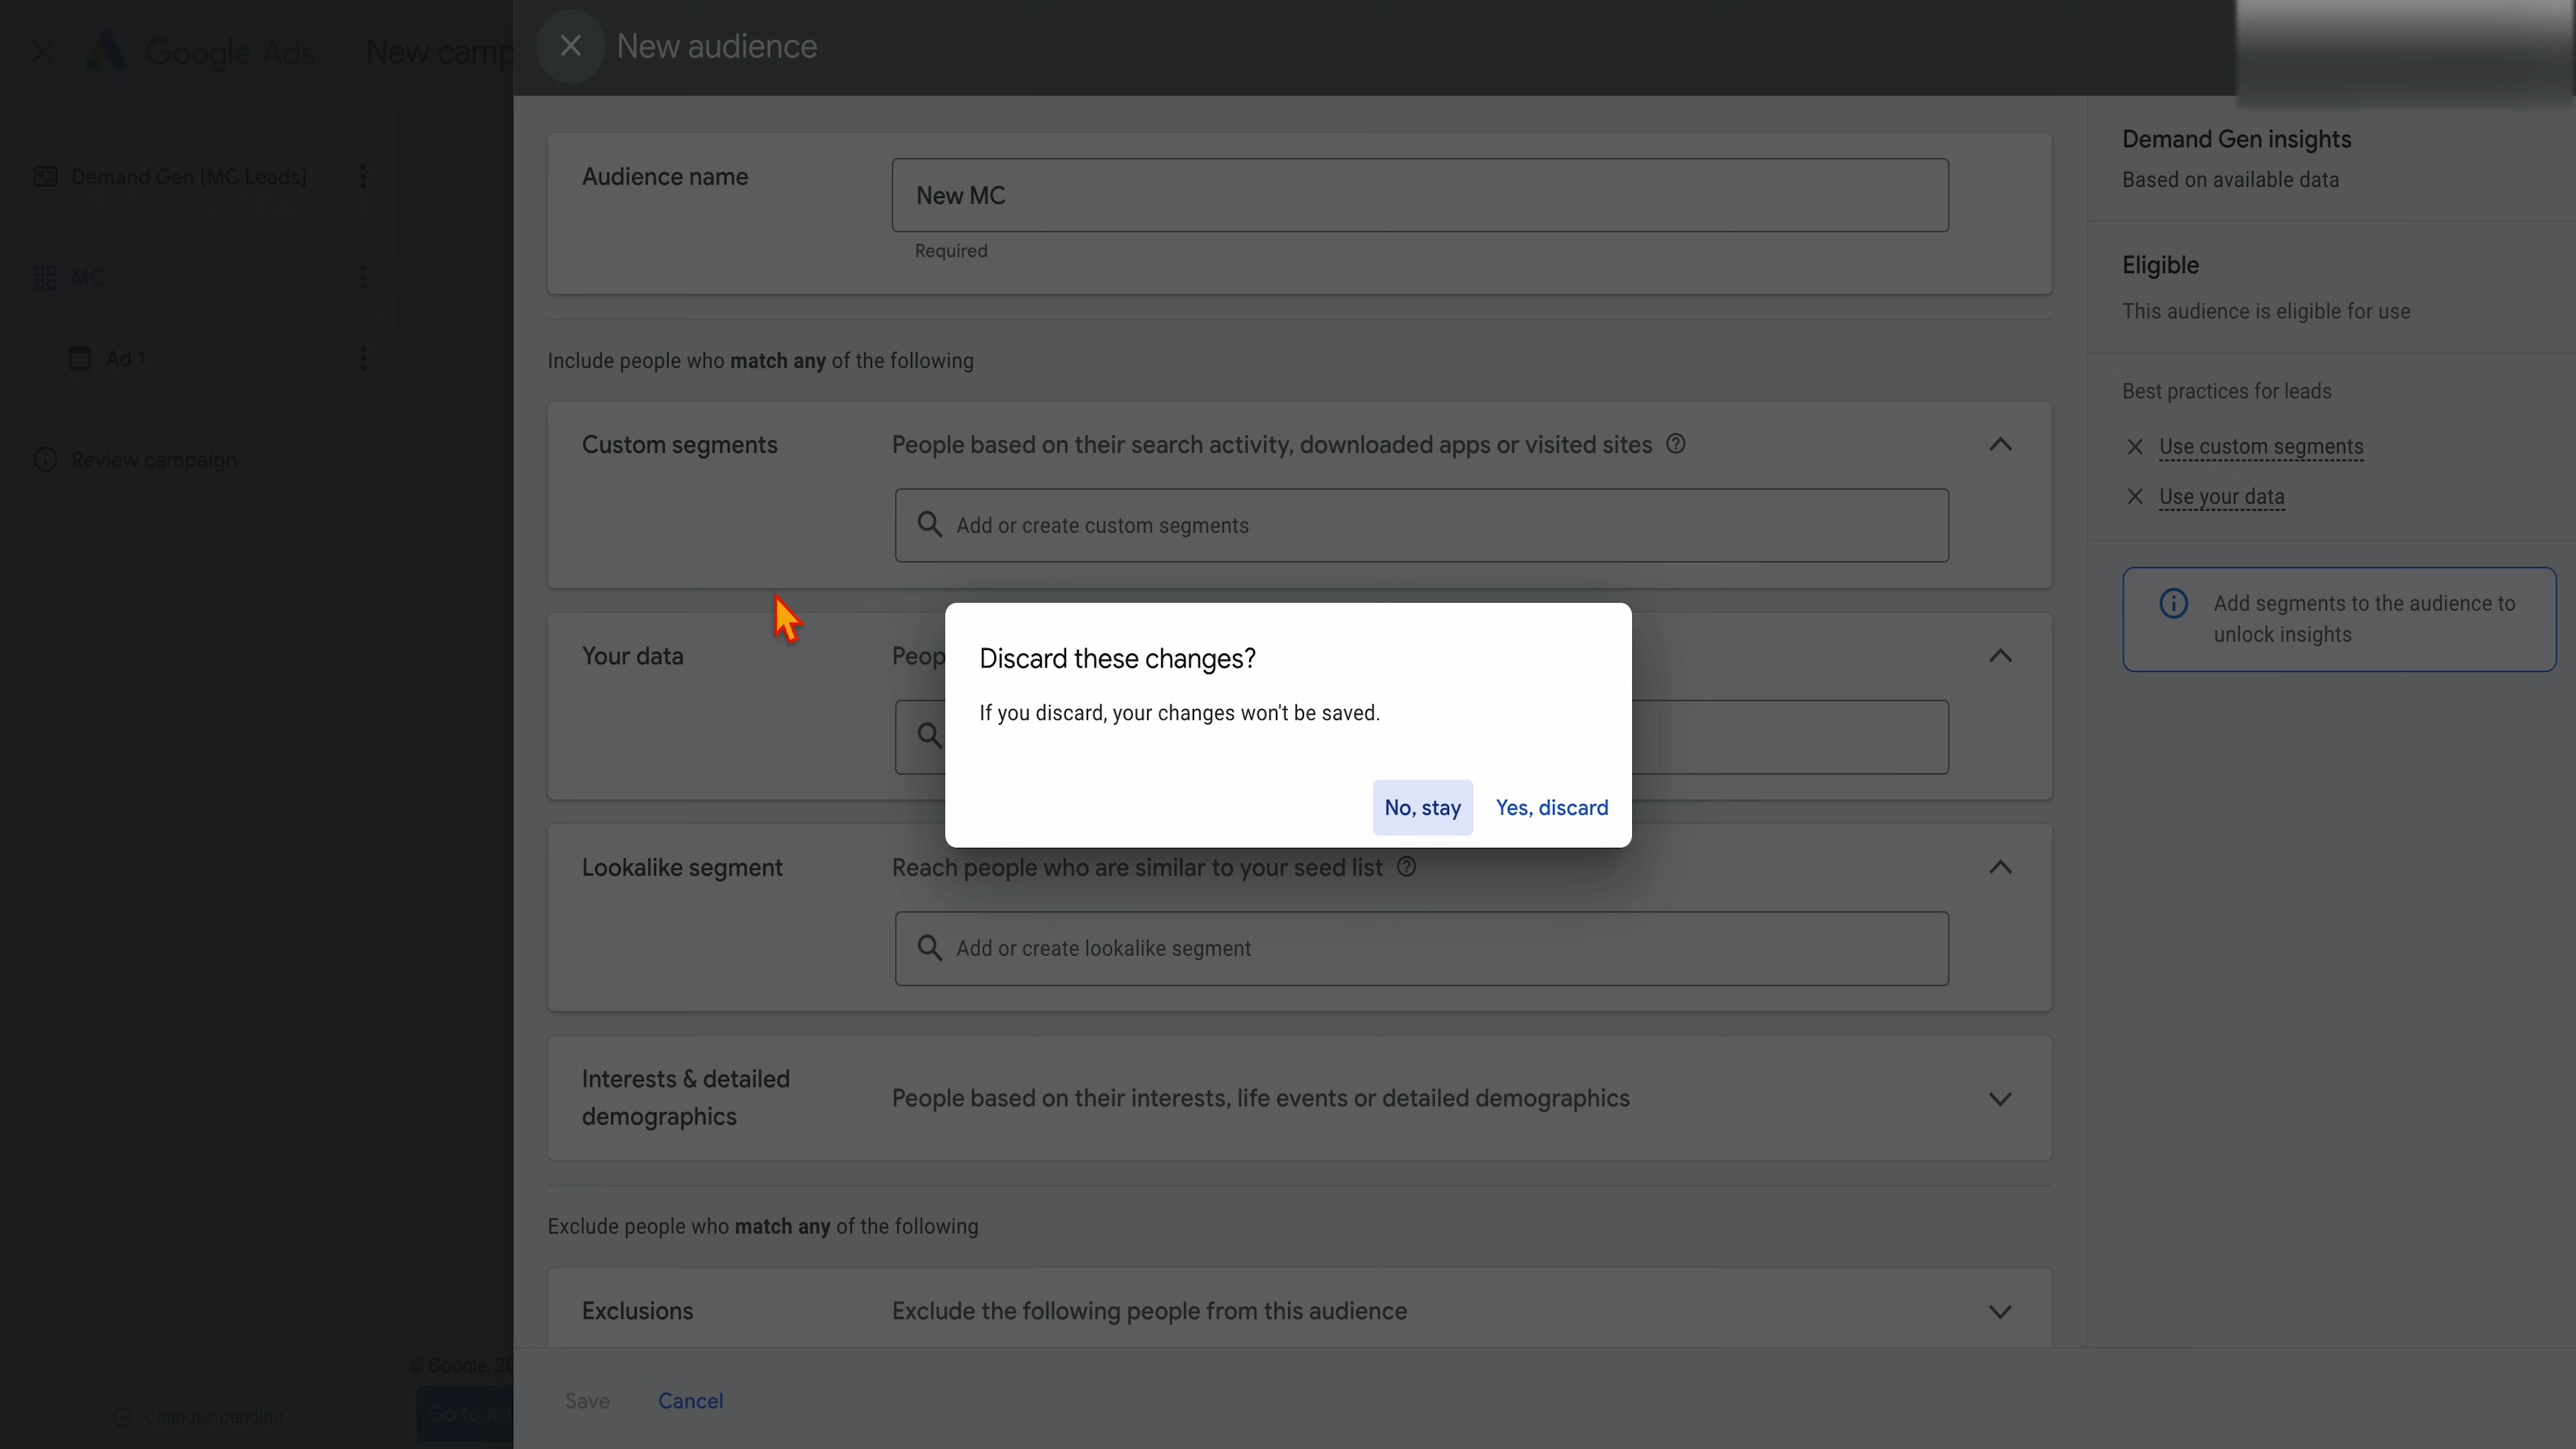 Google Ads
New camp
New audience
Demand Gen [MC Leads]
MC
Ad 1
Review campaign
Changes pending
© Google, 20
Go to Ad
Audience name
New MC
Required
Include people who match any of the following
Custom segments
People based on their search activity, downloaded apps or visited sites
Add or create custom segments
Your data
Peop
Discard these changes?
If you discard, your changes won't be saved.
No, stay
Yes, discard
Lookalike segment
Reach people who are similar to your seed list
Add or create lookalike segment
Interests & detailed
demographics
People based on their interests, life events or detailed demographics
Exclude people who match any of the following
Exclusions
Exclude the following people from this audience
Save
Cancel
Demand Gen insights
Based on available data
Eligible
This audience is eligible for use
Best practices for leads
Use custom segments
Use your data
Add segments to the audience to
unlock insights